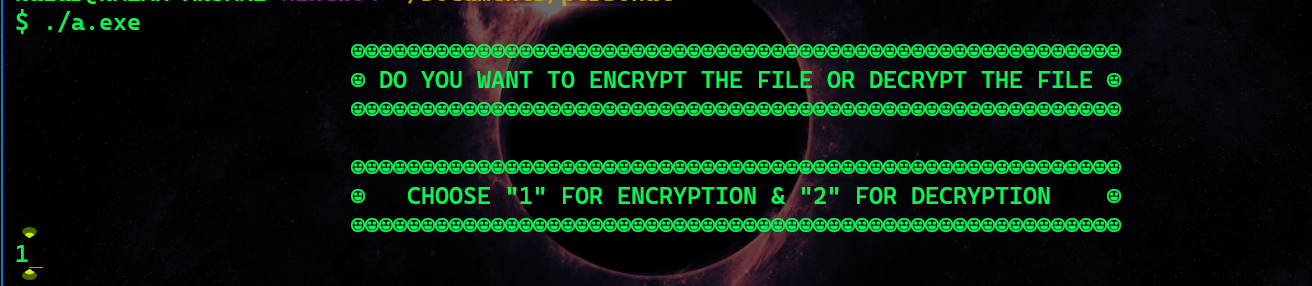 $ ./a.exe
DO YOU WANT TO ENCRYPT THE FILE OR DECRYPT THE FILE
CHOOSE "1" FOR ENCRYPTION & "2" FOR DECRYPTION
1_